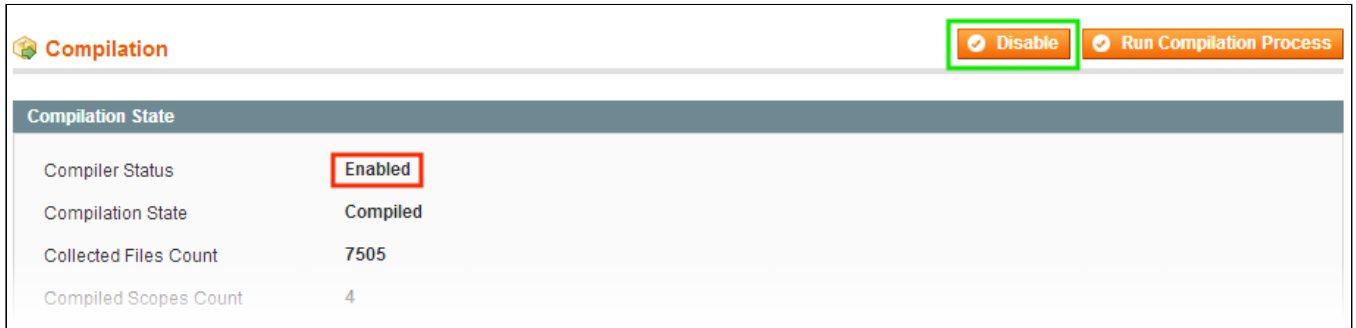 Compilation
Disable
Run Compilation Process
Compilation State
Compiler Status Enabled
Compilation State Compiled
Collected Files Count 7505
Compiled Scopes Count 4